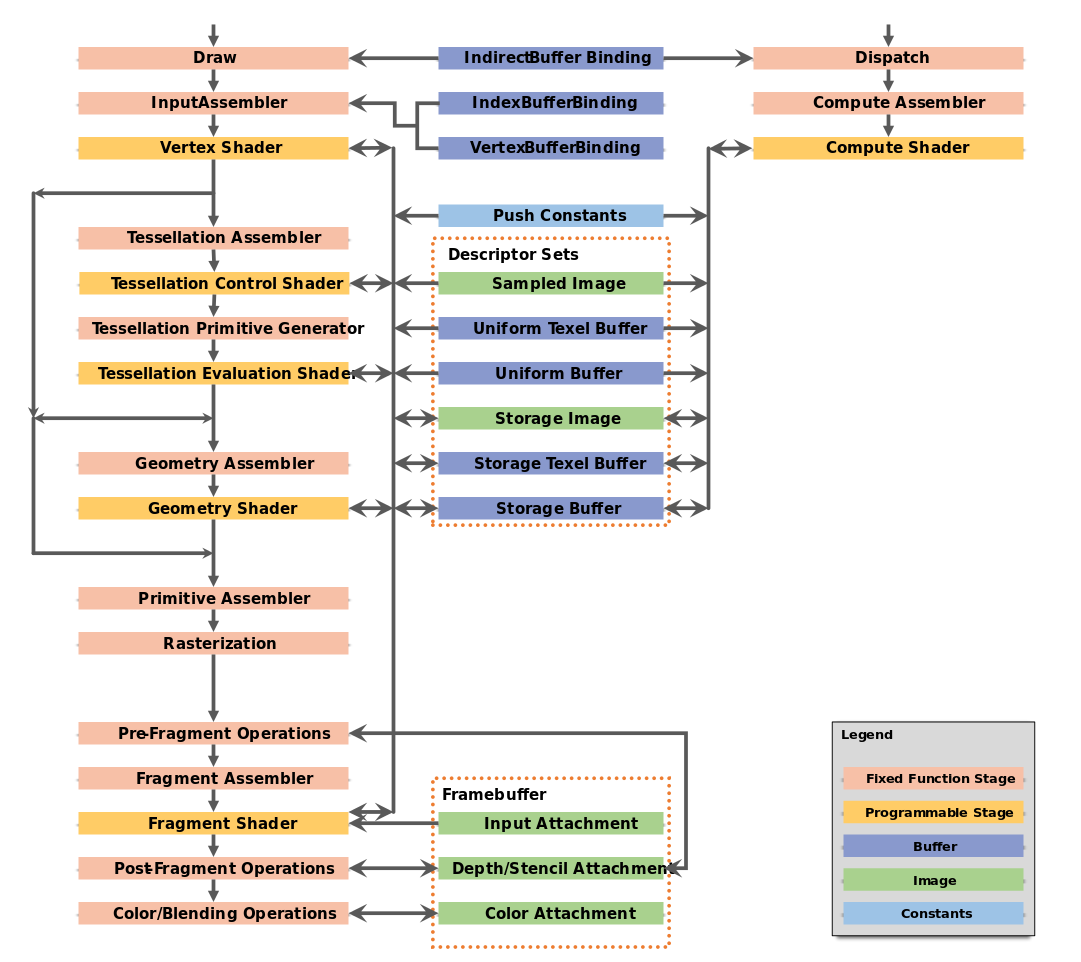 Draw
IndirectBuffer Binding
Dispatch
InputAssembler
IndexBufferBinding
Compute Assembler
Vertex Shader
VertexBufferBinding
Compute Shader
Push Constants
Tessellation Assembler
Descriptor Sets
Tessellation Control Shader
Sampled Image
Tessellation Primitive Generator
Uniform Texel Buffer
Tessellation Evaluation Shader
Uniform Buffer
Storage Image
Geometry Assembler
Storage Texel Buffer
Geometry Shader
Storage Buffer
Primitive Assembler
Rasterization
Pre-Fragment Operations
Fragment Assembler
Framebuffer
Fragment Shader
Input Attachment
Post-Fragment Operations
Depth/Stencil Attachment
Color/Blending Operations
Color Attachment
Legend
Fixed Function Stage
Programmable Stage
Buffer
Image
Constants